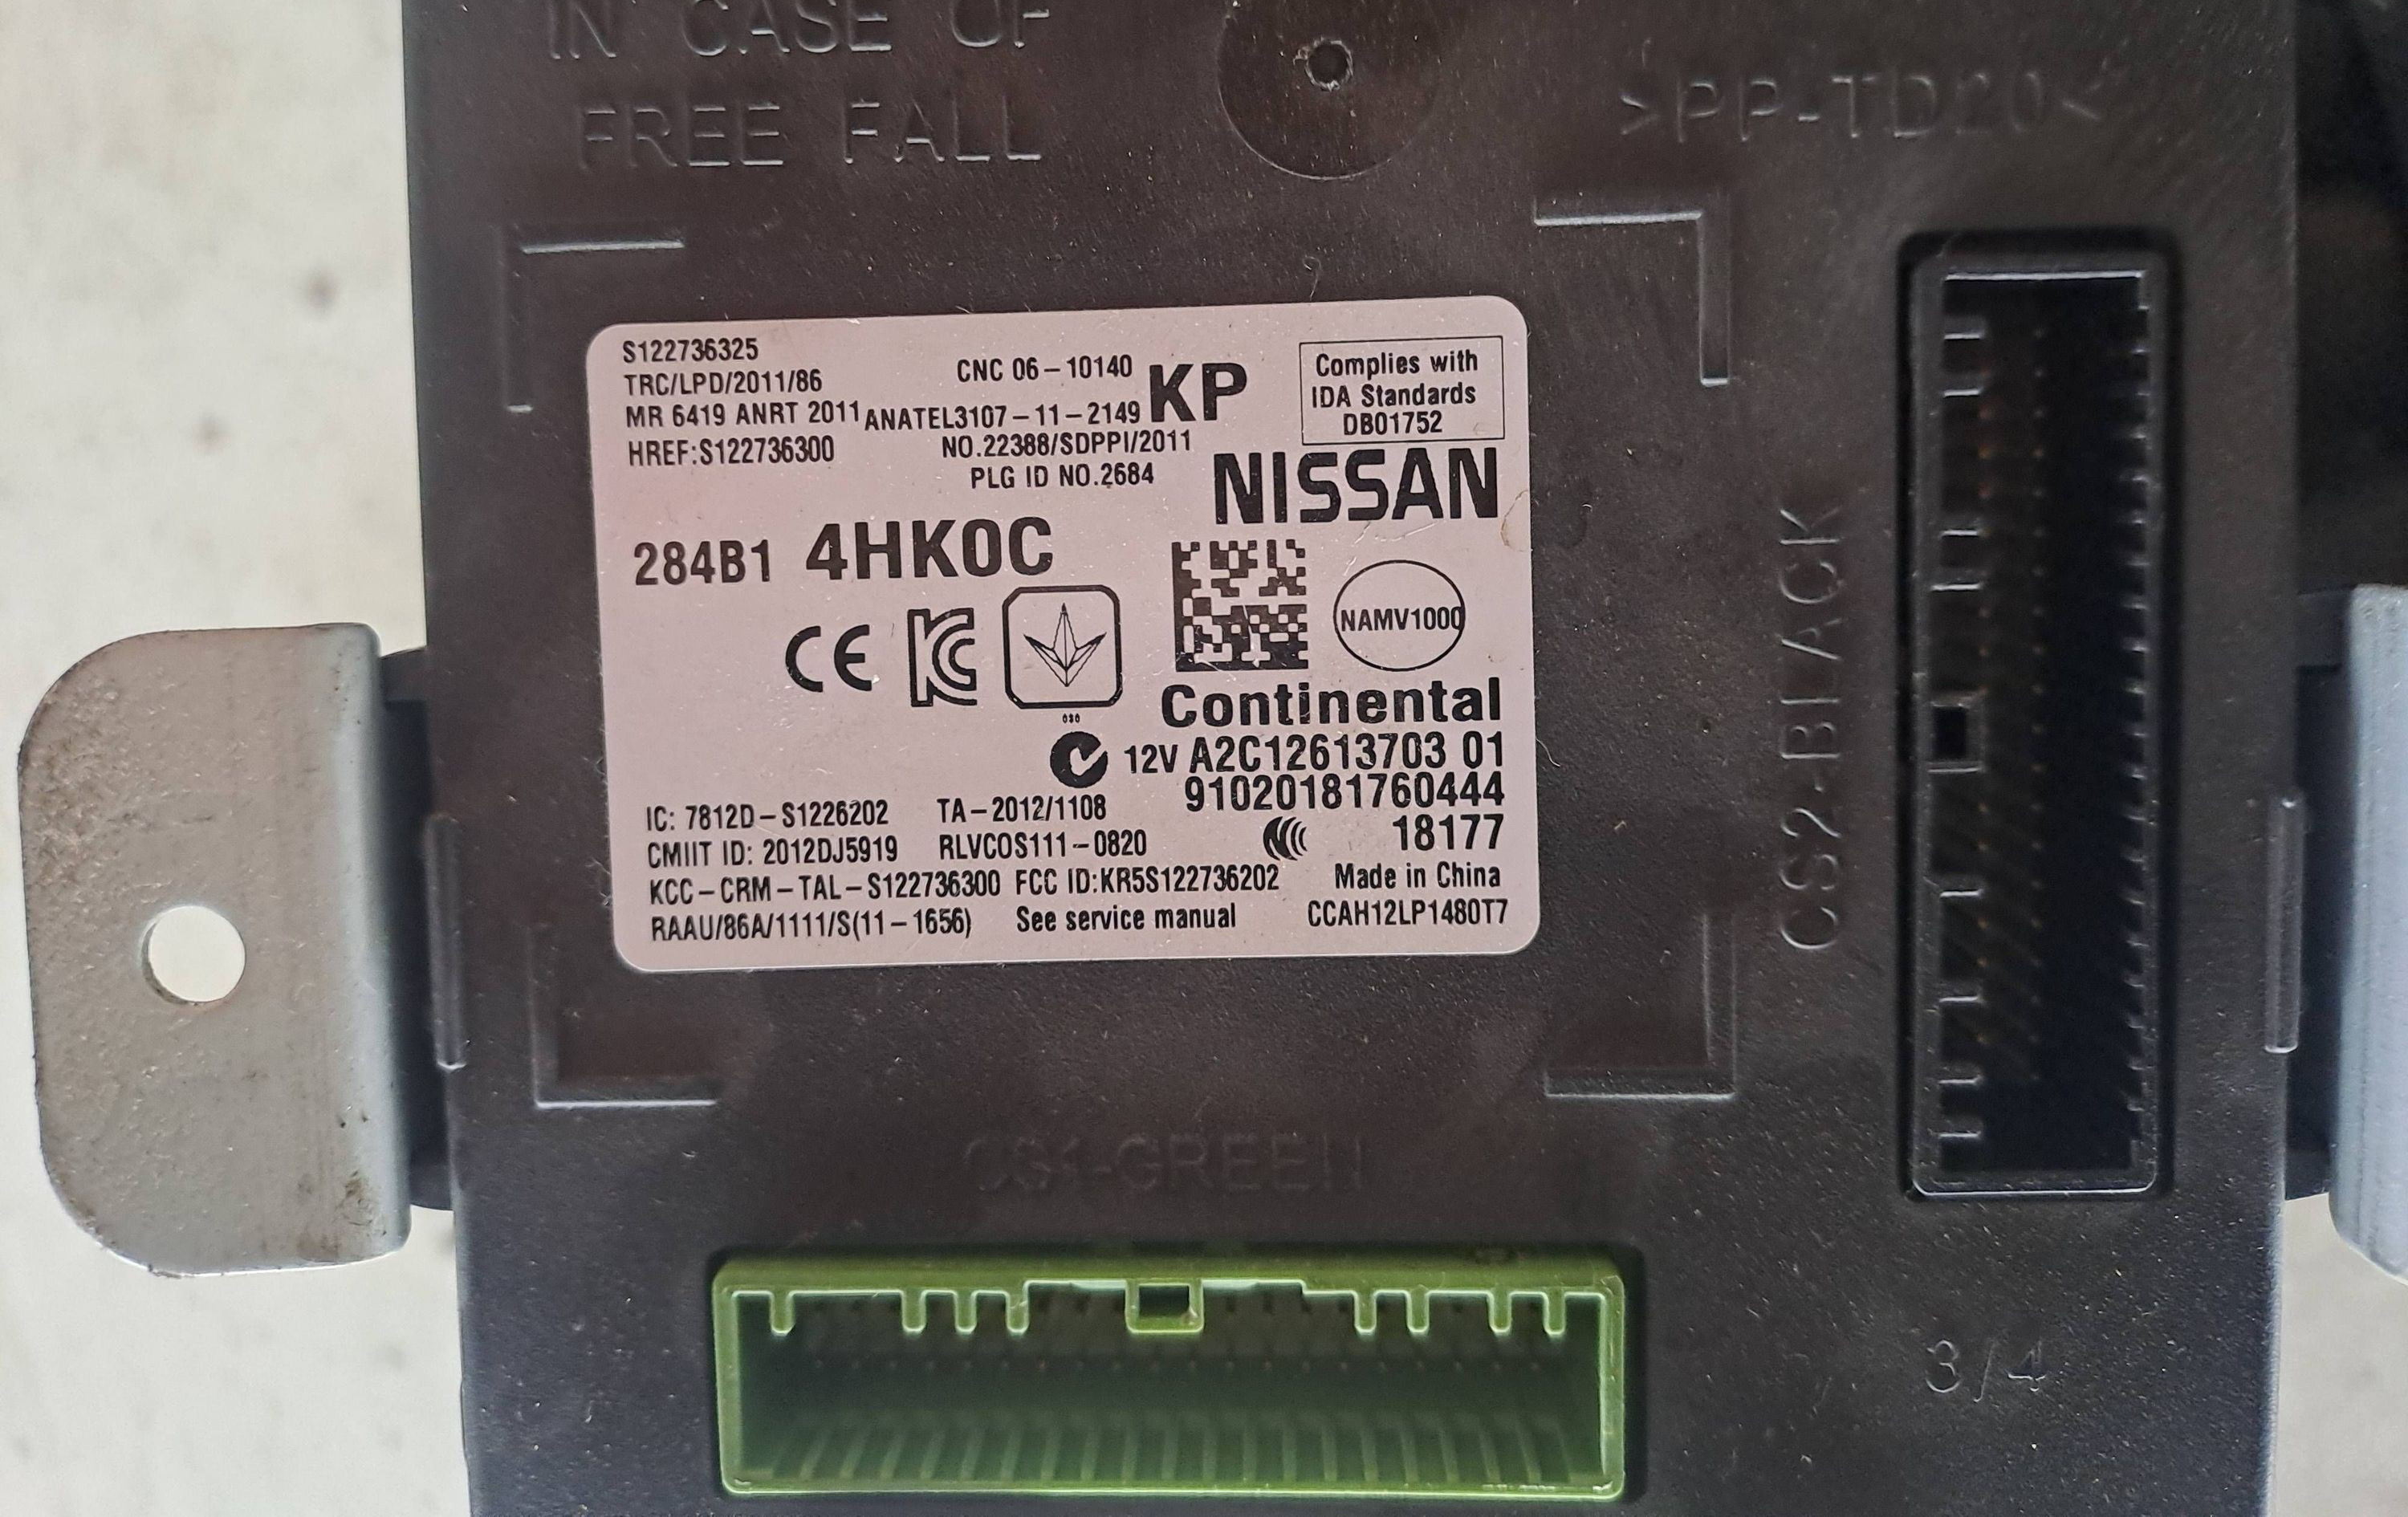 IN CASE OF
FREE FALL
>PP-TD20<
S122736325
TRC/LPD/2011/86
MR 6419 ANRT 2011
HREF:S122736300
CNC 06-10140
ANATEL3107-11-2149
NO.22388/SDPPI/2011
PLG ID NO.2684
KP
Complies with
IDA Standards
DB01752
NISSAN
284B1 4HK0C
CE
KC
NAMV1000
Continental
12V A2C12613703 01
91020181760444
18177
IC: 7812D-S1226202 TA-2012/1108
CMIIT ID: 2012DJ5919 RLVCOS111-0820
KCC-CRM-TAL-S122736300 FCC ID:KR5S122736202 Made in China
RAAU/86A/1111/S(11-1656) See service manual CCAH12LP1480T7
CS2-BLACK
CS1-GREEN
3/4